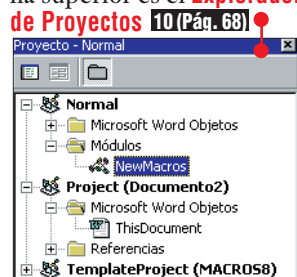 na superior es el Explorador
de Proyectos 10 (Pág. 68)
Proyecto - Normal
Normal
Microsoft Word Objetos
Módulos
NewMacros
Project (Documento2)
Microsoft Word Objetos
ThisDocument
Referencias
TemplateProject (MACROS8)